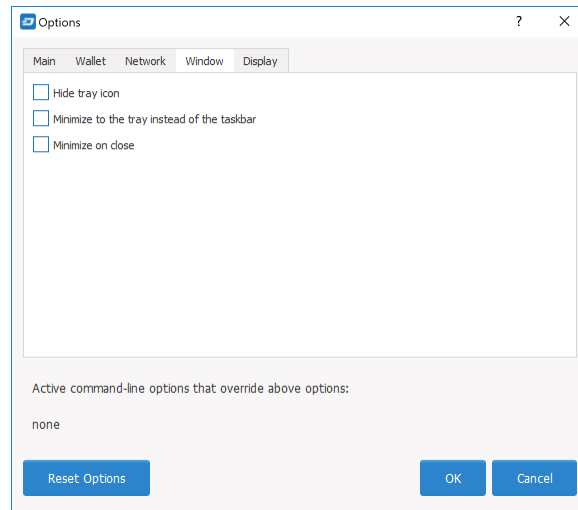 Options
Main Wallet Network Window Display
Hide tray icon
Minimize to the tray instead of the taskbar
Minimize on close
Active command-line options that override above options:
none
Reset Options OK Cancel